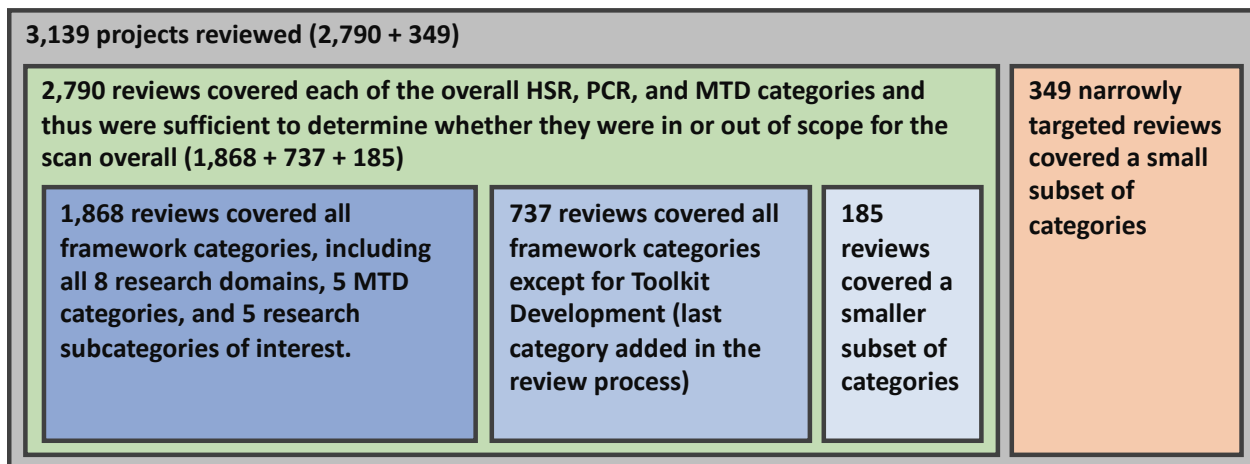 3,139 projects reviewed (2,790 + 349)
2,790 reviews covered each of the overall HSR, PCR, and MTD categories and
thus were sufficient to determine whether they were in or out of scope for the
scan overall (1,868 + 737 + 185)
1,868 reviews covered all
framework categories, including
all 8 research domains, 5 MTD
categories, and 5 research
subcategories of interest.
737 reviews covered all
framework categories
except for Toolkit
Development (last
category added in the
review process)
185
reviews
covered a
smaller
subset of
categories
349 narrowly
targeted reviews
covered a small
subset of
categories